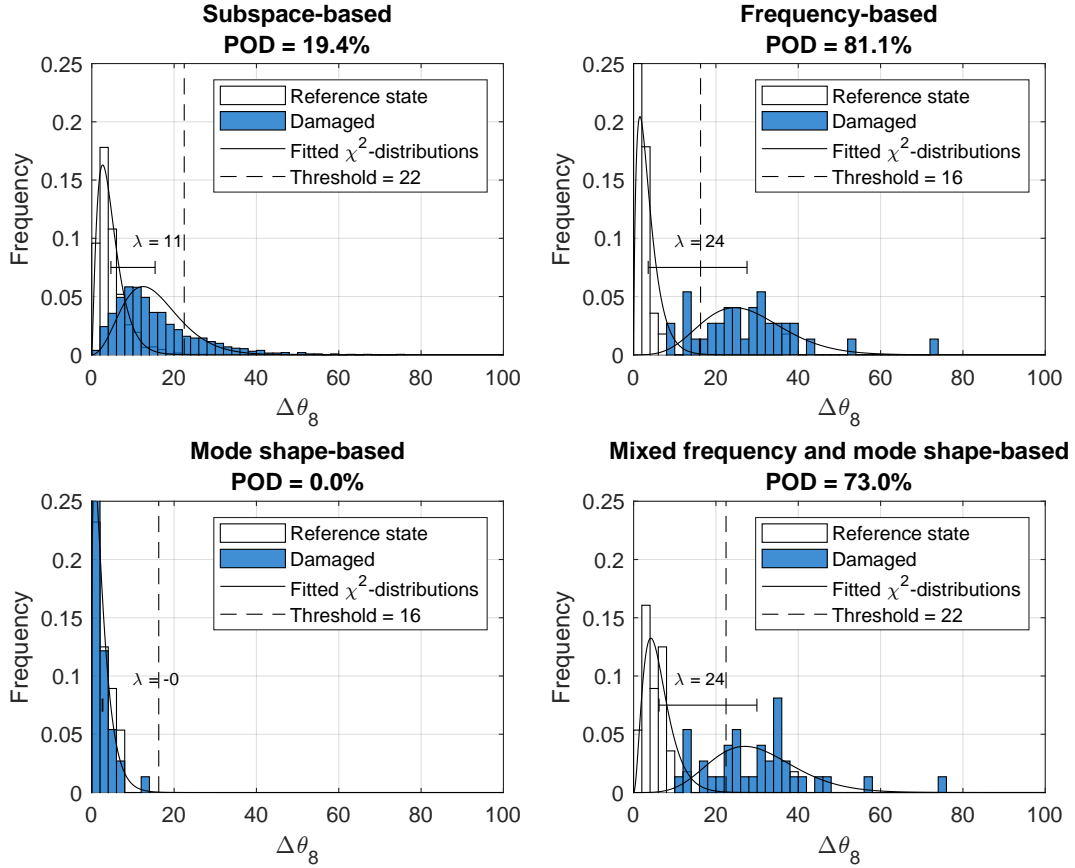 Subspace-based
POD = 19.4%
0.25
0.2
0.15
0.1
0.05
0
Frequency
Reference state
Damaged
Fitted χ²-distributions
Threshold = 22
λ = 11
0 20 40 60 80 100
Δθ₈
Frequency-based
POD = 81.1%
0.25
0.2
0.15
0.1
0.05
0
Frequency
Reference state
Damaged
Fitted χ²-distributions
Threshold = 16
λ = 24
0 20 40 60 80 100
Δθ₈
Mode shape-based
POD = 0.0%
0.25
0.2
0.15
0.1
0.05
0
Frequency
Reference state
Damaged
Fitted χ²-distributions
Threshold = 16
λ = -0
0 20 40 60 80 100
Δθ₈
Mixed frequency and mode shape-based
POD = 73.0%
0.25
0.2
0.15
0.1
0.05
0
Frequency
Reference state
Damaged
Fitted χ²-distributions
Threshold = 22
λ = 24
0 20 40 60 80 100
Δθ₈